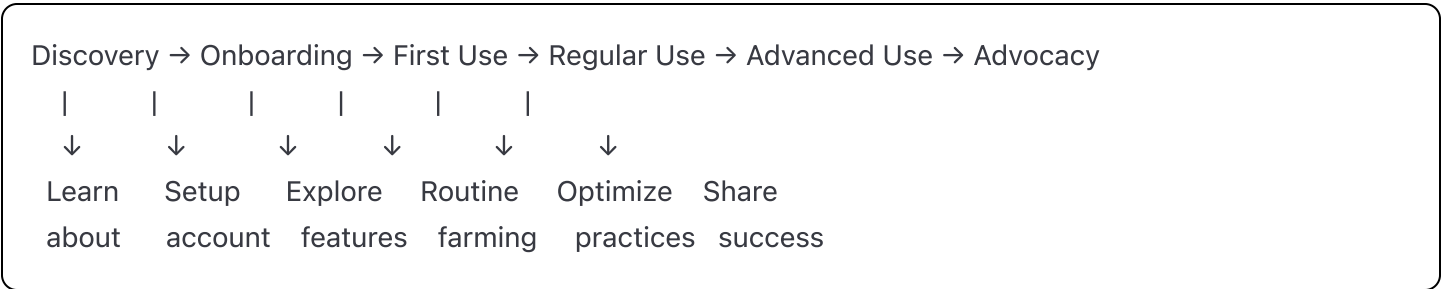 Discovery → Onboarding → First Use → Regular Use → Advanced Use → Advocacy
| | | | | |
↓ ↓ ↓ ↓ ↓ ↓
Learn Setup Explore Routine Optimize Share
about account features farming practices success